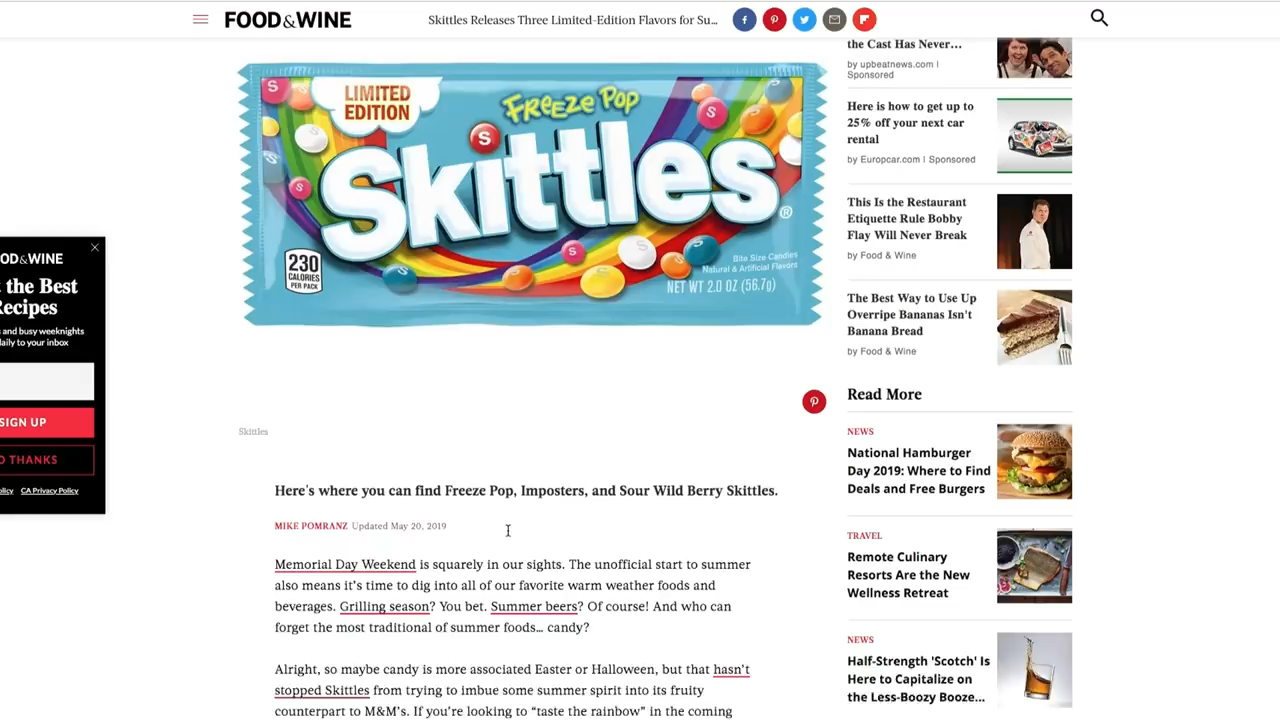 FOOD&WINE
Skittles Releases Three Limited-Edition Flavors for Su...
LIMITED
EDITION
FREEZE POP
Skittles
®
230
CALORIES
PER PACK
Bite Size Candies
Natural & Artificial Flavors
NET WT 2.0 OZ (56.7g)
Skittles
Here's where you can find Freeze Pop, Imposters, and Sour Wild Berry Skittles.
MIKE POMRANZ Updated May 20, 2019
Memorial Day Weekend is squarely in our sights. The unofficial start to summer
also means it's time to dig into all of our favorite warm weather foods and
beverages. Grilling season? You bet. Summer beers? Of course! And who can
forget the most traditional of summer foods… candy?
Alright, so maybe candy is more associated Easter or Halloween, but that hasn't
stopped Skittles from trying to imbue some summer spirit into its fruity
counterpart to M&M's. If you're looking to “taste the rainbow” in the coming
OD&WINE
t the Best
Recipes
s and busy weeknights
daily to your inbox
SIGN UP
O THANKS
olicy CA Privacy Policy
the Cast Has Never…
by upbeatnews.com |
Sponsored
Here is how to get up to
25% off your next car
rental
by Europcar.com | Sponsored
This Is the Restaurant
Etiquette Rule Bobby
Flay Will Never Break
by Food & Wine
The Best Way to Use Up
Overripe Bananas Isn't
Banana Bread
by Food & Wine
Read More
NEWS
National Hamburger
Day 2019: Where to Find
Deals and Free Burgers
TRAVEL
Remote Culinary
Resorts Are the New
Wellness Retreat
NEWS
Half-Strength 'Scotch' Is
Here to Capitalize on
the Less-Boozy Booze…